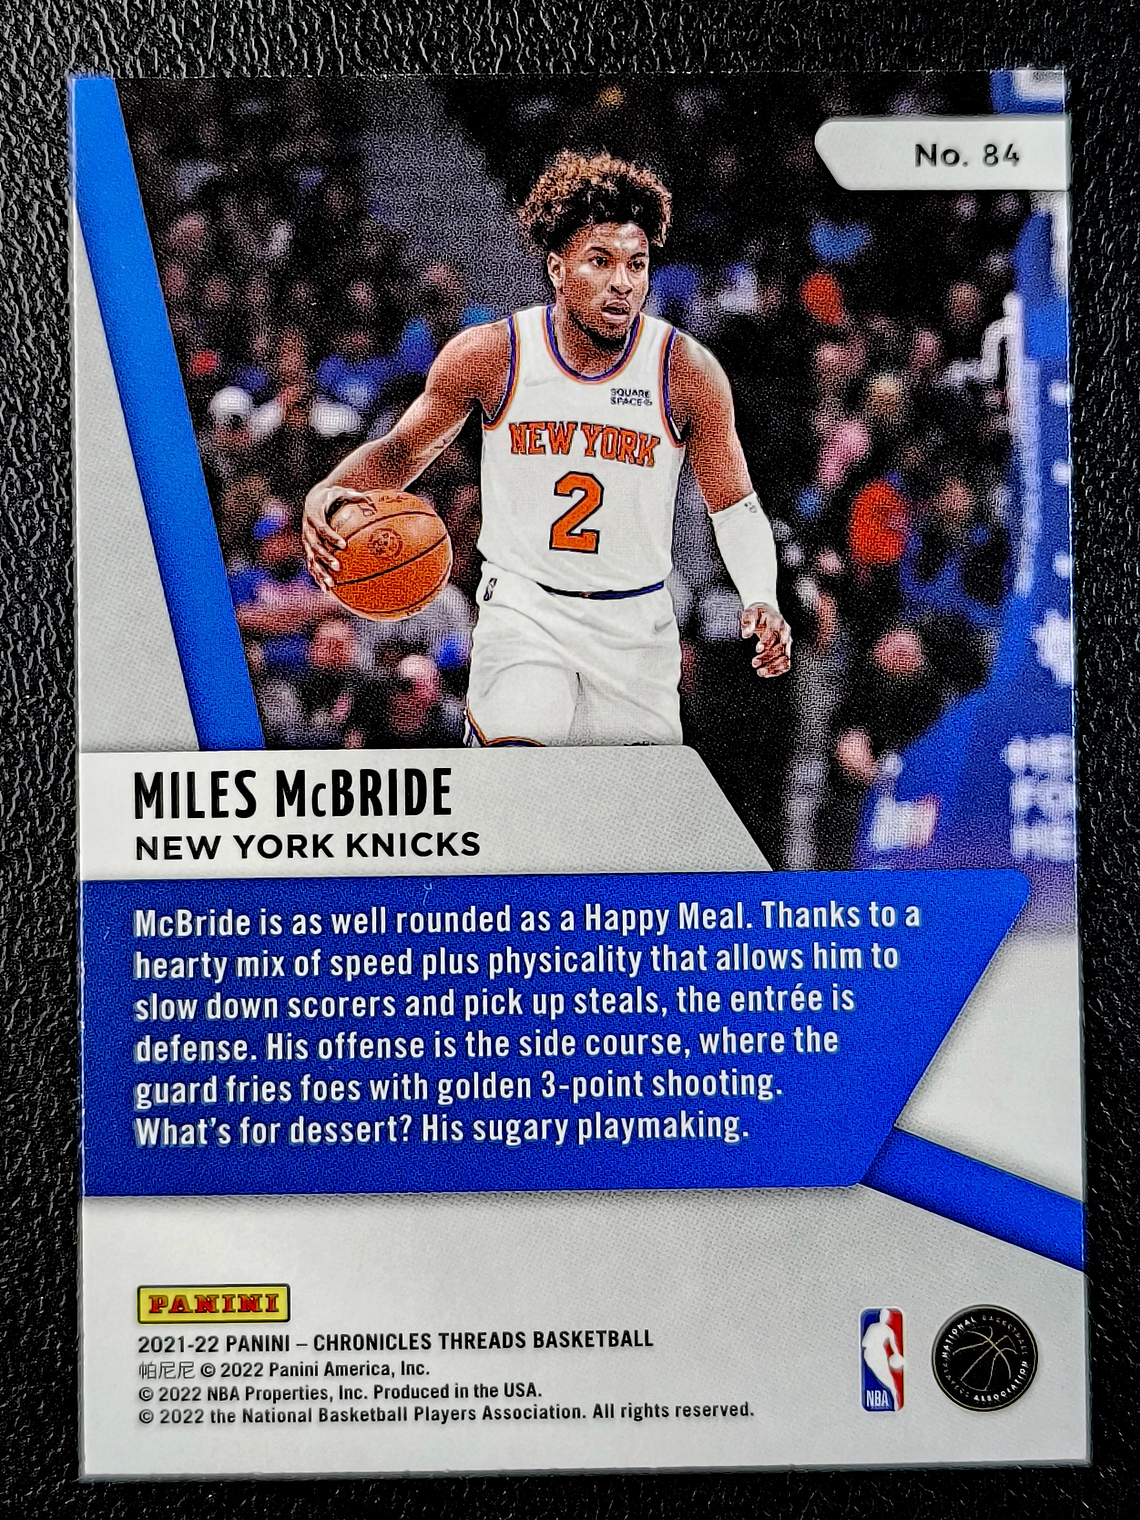 No. 84
SQUARE
SPACE
NEW YORK
2
MILES McBRIDE
NEW YORK KNICKS
McBride is as well rounded as a Happy Meal. Thanks to a
hearty mix of speed plus physicality that allows him to
slow down scorers and pick up steals, the entrée is
defense. His offense is the side course, where the
guard fries foes with golden 3-point shooting.
What's for dessert? His sugary playmaking.
PANINI
2021-22 PANINI – CHRONICLES THREADS BASKETBALL
帕尼尼 © 2022 Panini America, Inc.
© 2022 NBA Properties, Inc. Produced in the USA.
© 2022 the National Basketball Players Association. All rights reserved.
NBA
NATIONAL BASKETBALL
PLAYERS ASSOCIATION